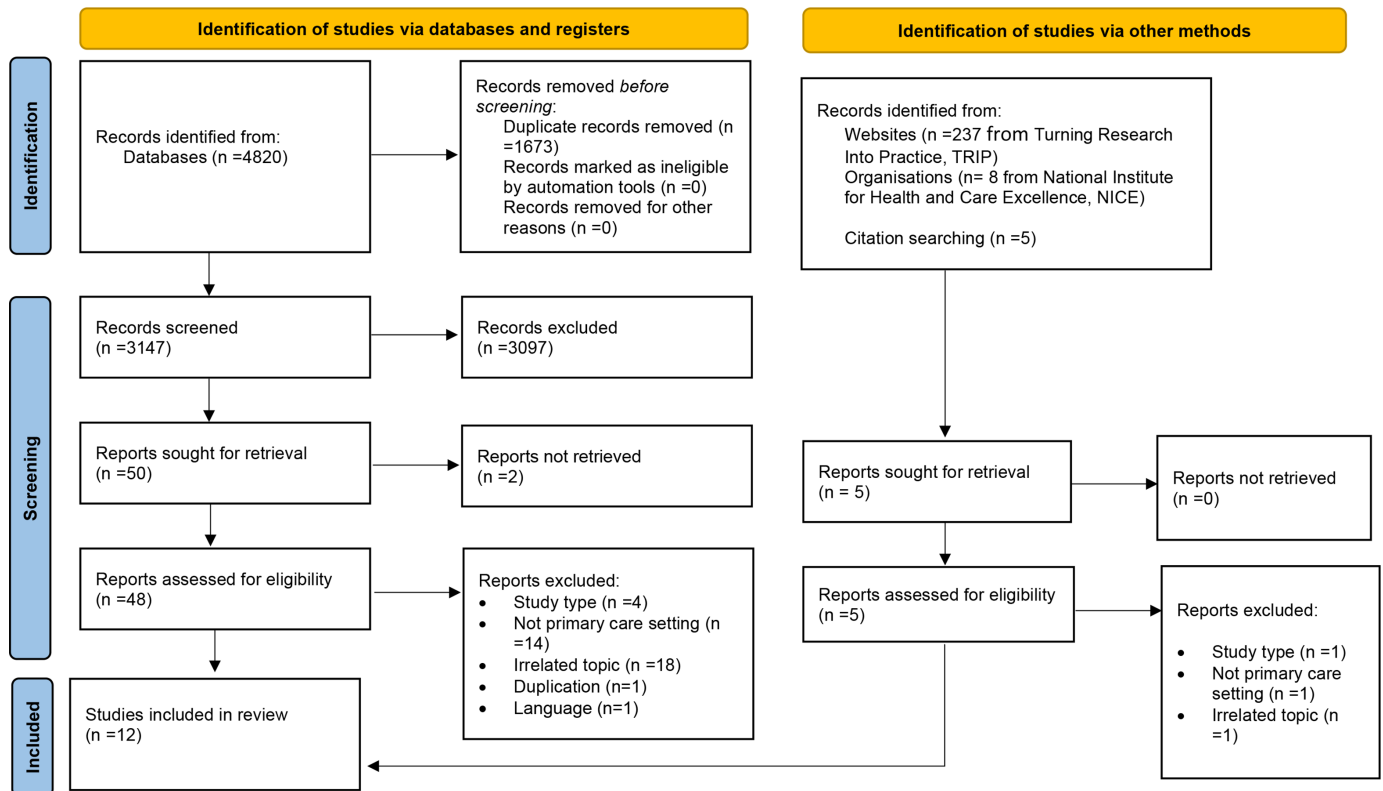 Identification of studies via databases and registers
Identification of studies via other methods
Identification
Records identified from:
Databases (n =4820)
Records removed before
screening:
Duplicate records removed (n
=1673)
Records marked as ineligible
by automation tools (n =0)
Records removed for other
reasons (n =0)
Records identified from:
Websites (n =237 from Turning Research
Into Practice, TRIP)
Organisations (n= 8 from National Institute
for Health and Care Excellence, NICE)
Citation searching (n =5)
Screening
Records screened
(n =3147)
Records excluded
(n =3097)
Reports sought for retrieval
(n =50)
Reports not retrieved
(n =2)
Reports sought for retrieval
(n = 5)
Reports not retrieved
(n =0)
Reports assessed for eligibility
(n =48)
Reports excluded:
• Study type (n =4)
• Not primary care setting (n
=14)
• Irrelated topic (n =18)
• Duplication (n=1)
• Language (n=1)
Reports assessed for eligibility
(n =5)
Reports excluded:
• Study type (n =1)
• Not primary care
setting (n =1)
• Irrelated topic (n
=1)
Included
Studies included in review
(n =12)